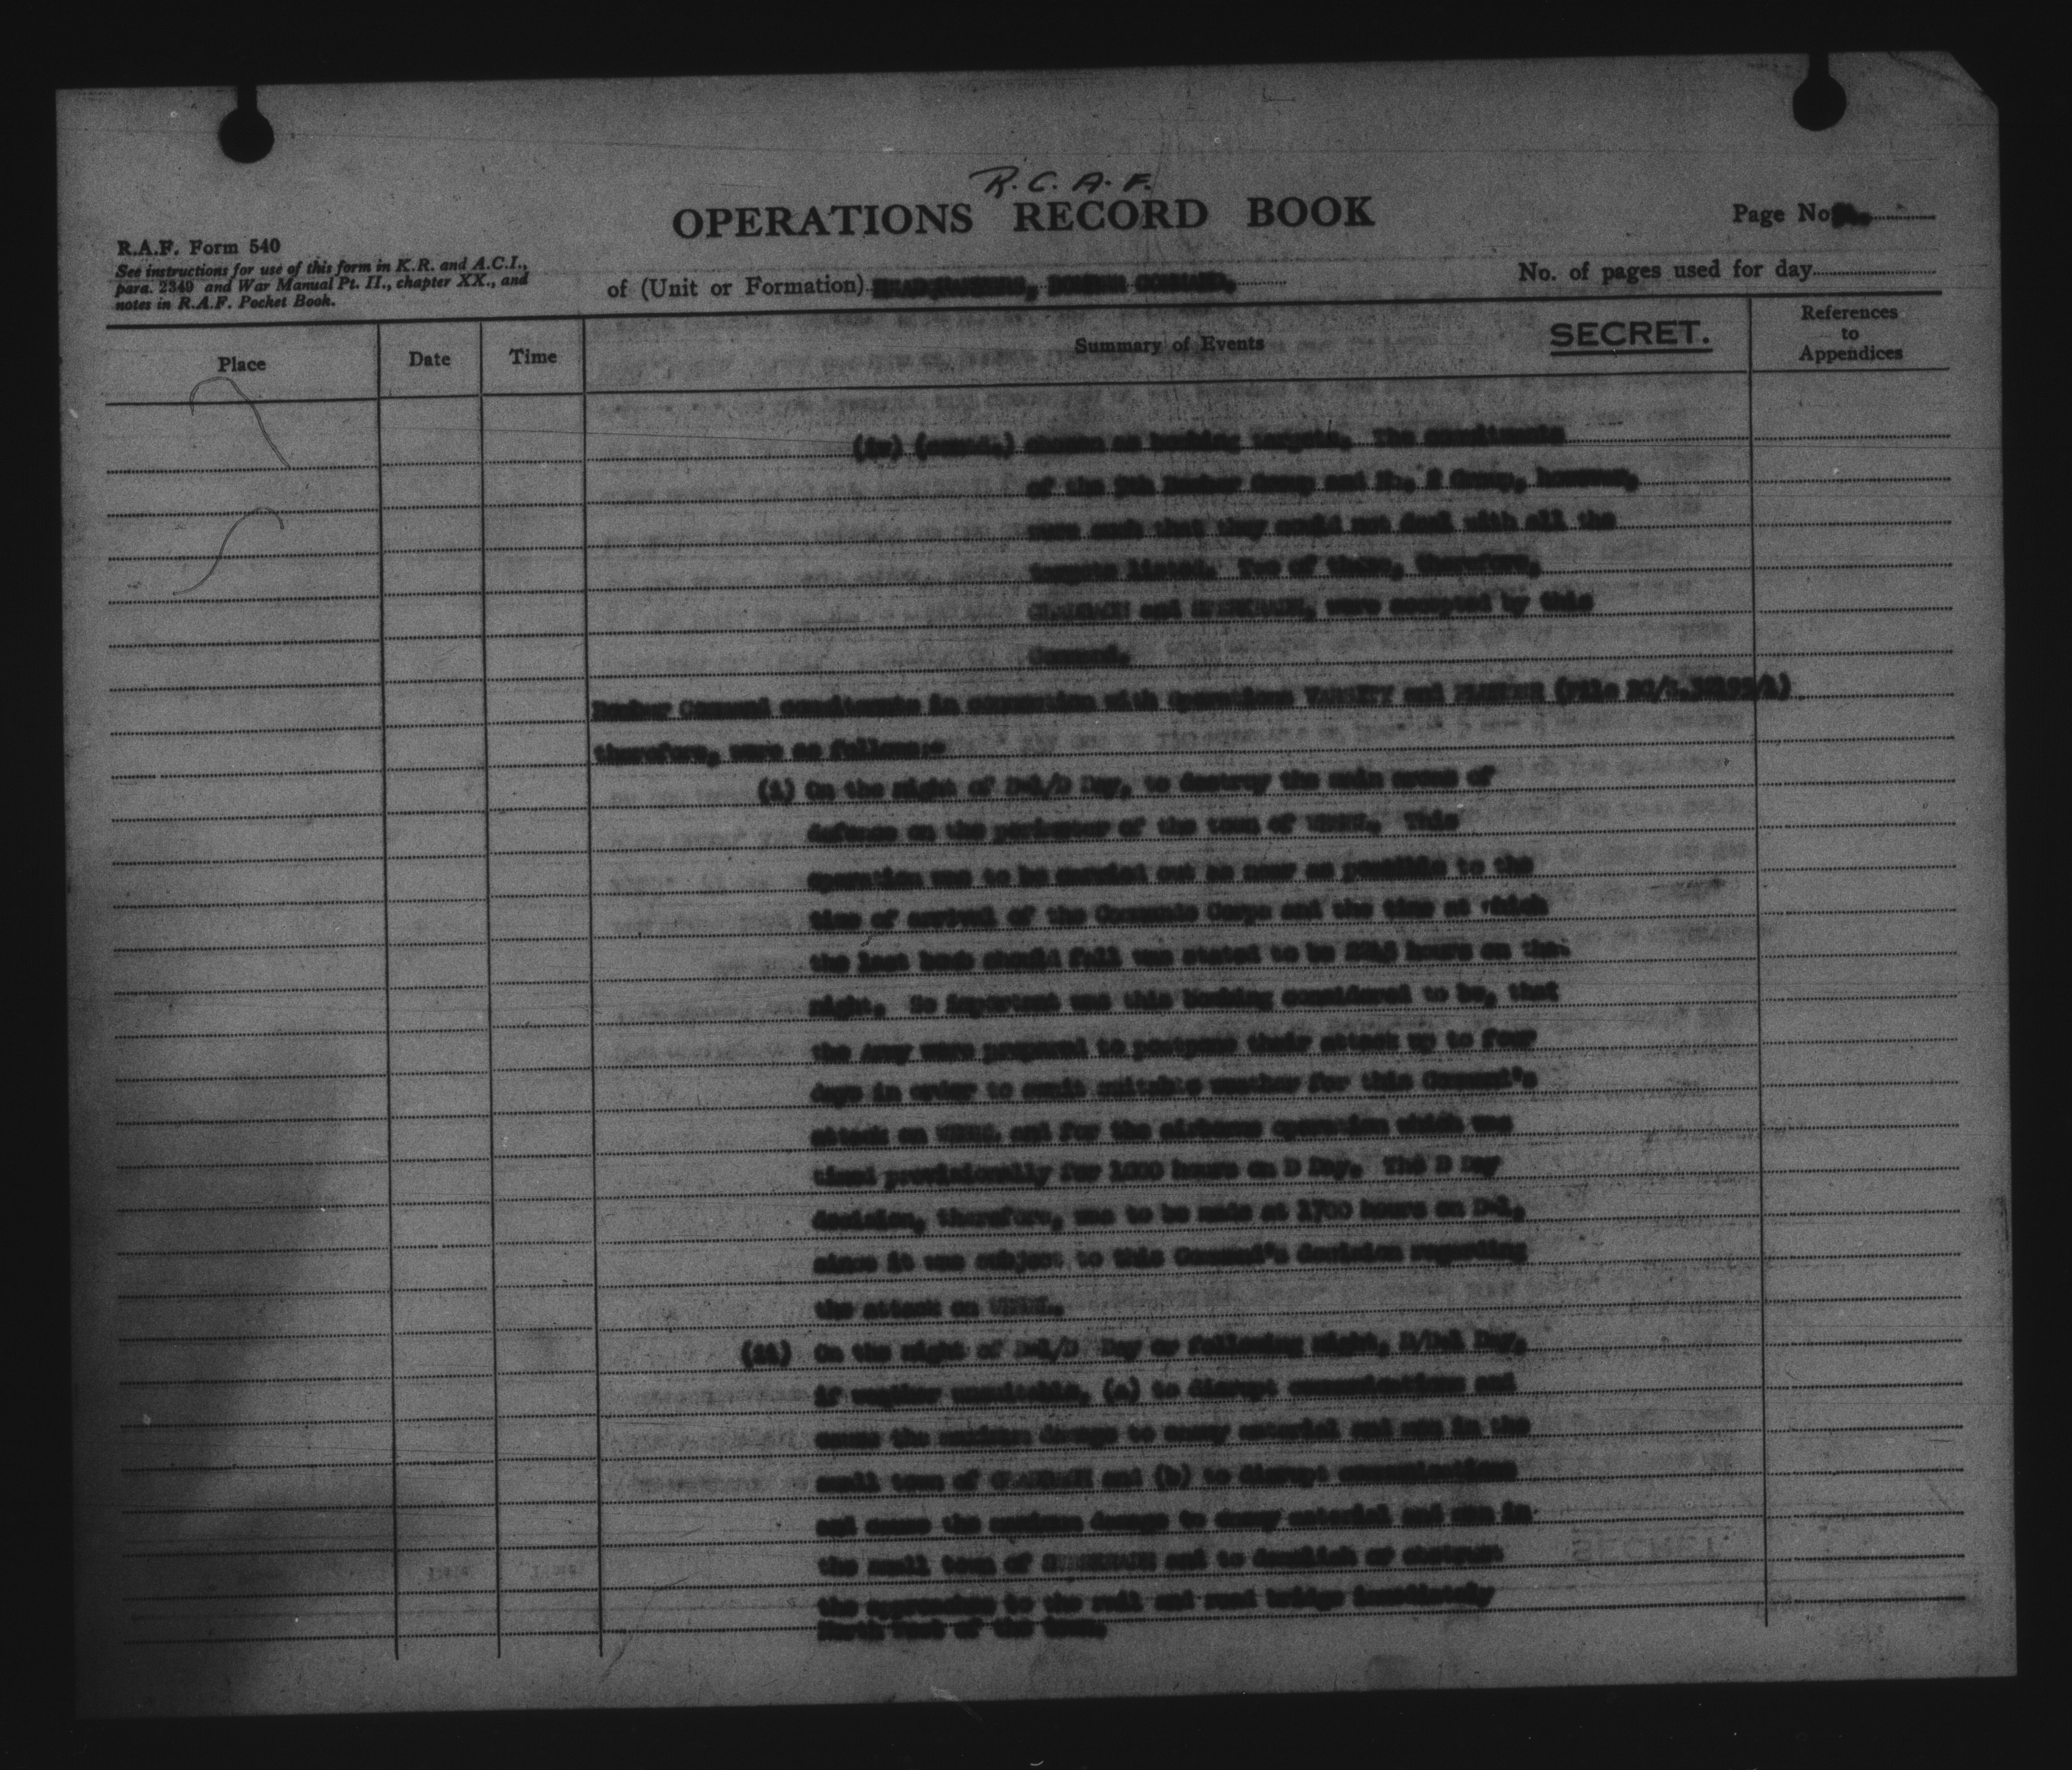 R.C.A.F.
OPERATIONS RECORD BOOK
Page No
R.A.F. Form 540
See instructions for use of this form in K.R. and A.C.I.,
para. 2349 and War Manual Pt. II., chapter XX., and
notes in R.A.F. Pocket Book.
of (Unit or Formation) HEADQUARTERS, BOMBER COMMAND.
No. of pages used for day
Place
Date
Time
Summary of Events
SECRET.
References
to
Appendices
(iv) (contd.) chosen as bombing targets. The commitments
of the 9th Bomber Group and No. 2 Group, however,
were such that they could not deal with all the
targets listed. Two of them, therefore,
and were accepted by this
Command.
Bomber Command commitments in connection with Operations VARSITY and PLUNDER (File
therefore, were as follows:-
(i) On the night of D-1/D Day, to destroy the main areas of
defence on the perimeter of the town of WESEL. This
operation was to be carried out as near as possible to the
time of arrival of the Commando Corps and the time at which
the last bomb should fall was stated to be hours on that
night. So important was this bombing considered to be, that
the Army were prepared to postpone their attack up to four
days in order to await suitable weather for this Command's
attack on WESEL and for the airborne operation which was
timed provisionally for 1000 hours on D Day. The D Day
decision, therefore, was to be made at 1700 hours on D-1,
since it was subject to this Command's decision regarding
the attack on WESEL.
(ii) On the night of D-1/D Day or following night, D/D+1 Day,
if weather unsuitable, (a) to disrupt communications and
cause the maximum damage to enemy material and men in the
small town of and (b) to disrupt communications
and cause the maximum damage to enemy material and men in
the small town of and to demolish or obstruct
the approaches to the rail and road bridge immediately
North West of the town.